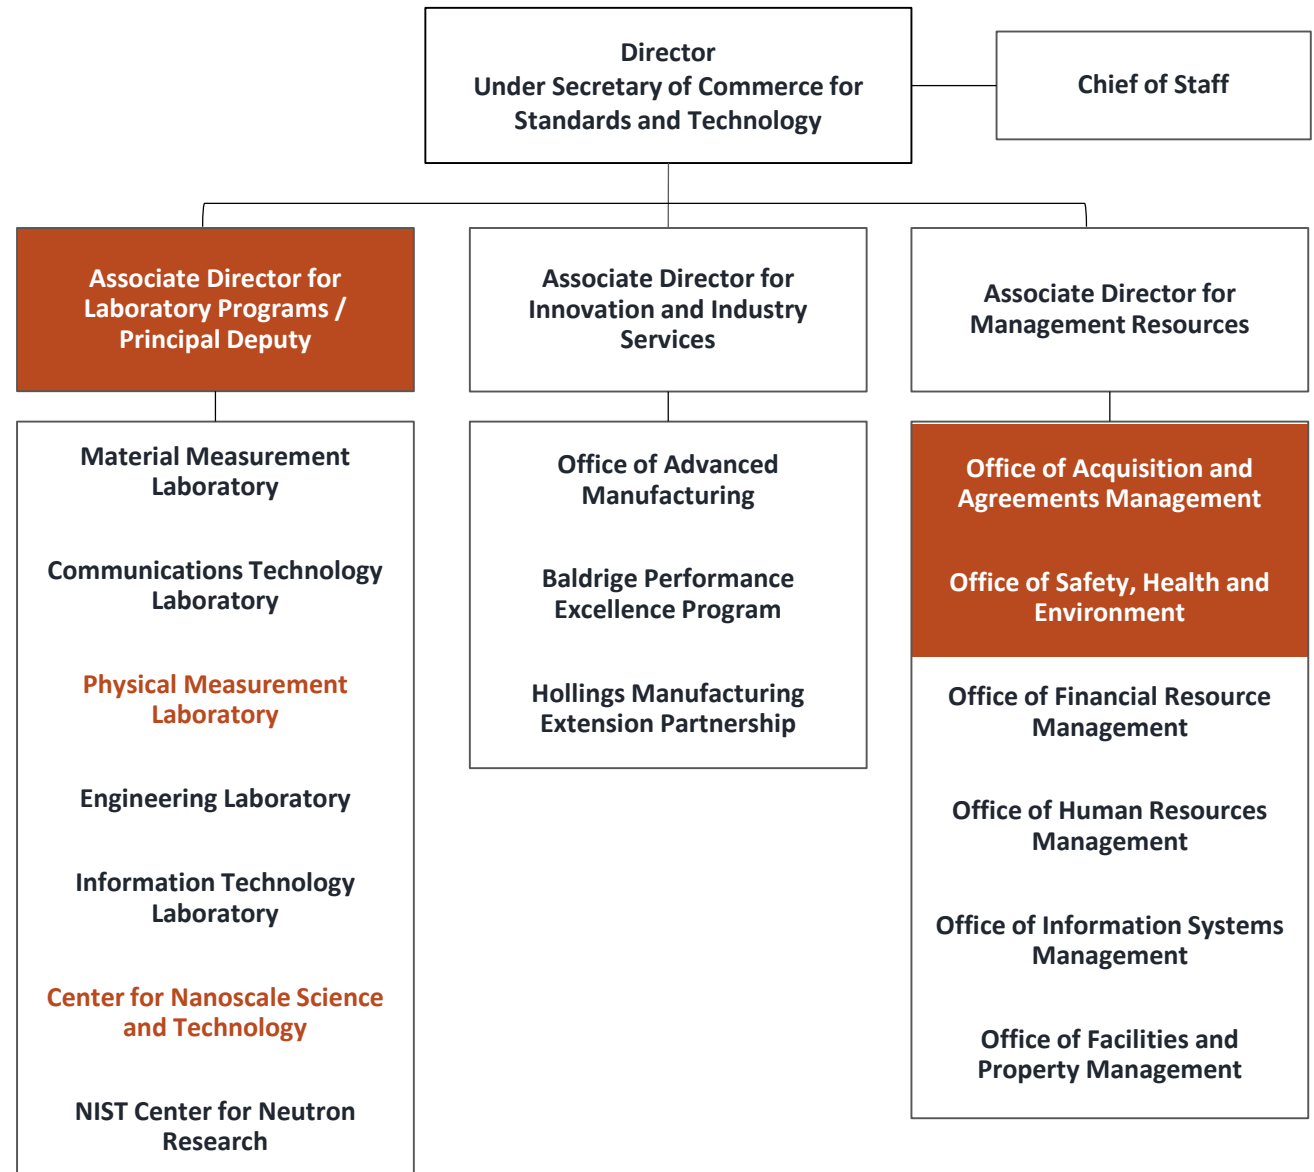 Director
Under Secretary of Commerce for
Standards and Technology
Chief of Staff
Associate Director for
Laboratory Programs /
Principal Deputy
Associate Director for
Innovation and Industry
Services
Associate Director for
Management Resources
Material Measurement
Laboratory
Communications Technology
Laboratory
Physical Measurement
Laboratory
Engineering Laboratory
Information Technology
Laboratory
Center for Nanoscale Science
and Technology
NIST Center for Neutron
Research
Office of Advanced
Manufacturing
Baldrige Performance
Excellence Program
Hollings Manufacturing
Extension Partnership
Office of Acquisition and
Agreements Management
Office of Safety, Health and
Environment
Office of Financial Resource
Management
Office of Human Resources
Management
Office of Information Systems
Management
Office of Facilities and
Property Management